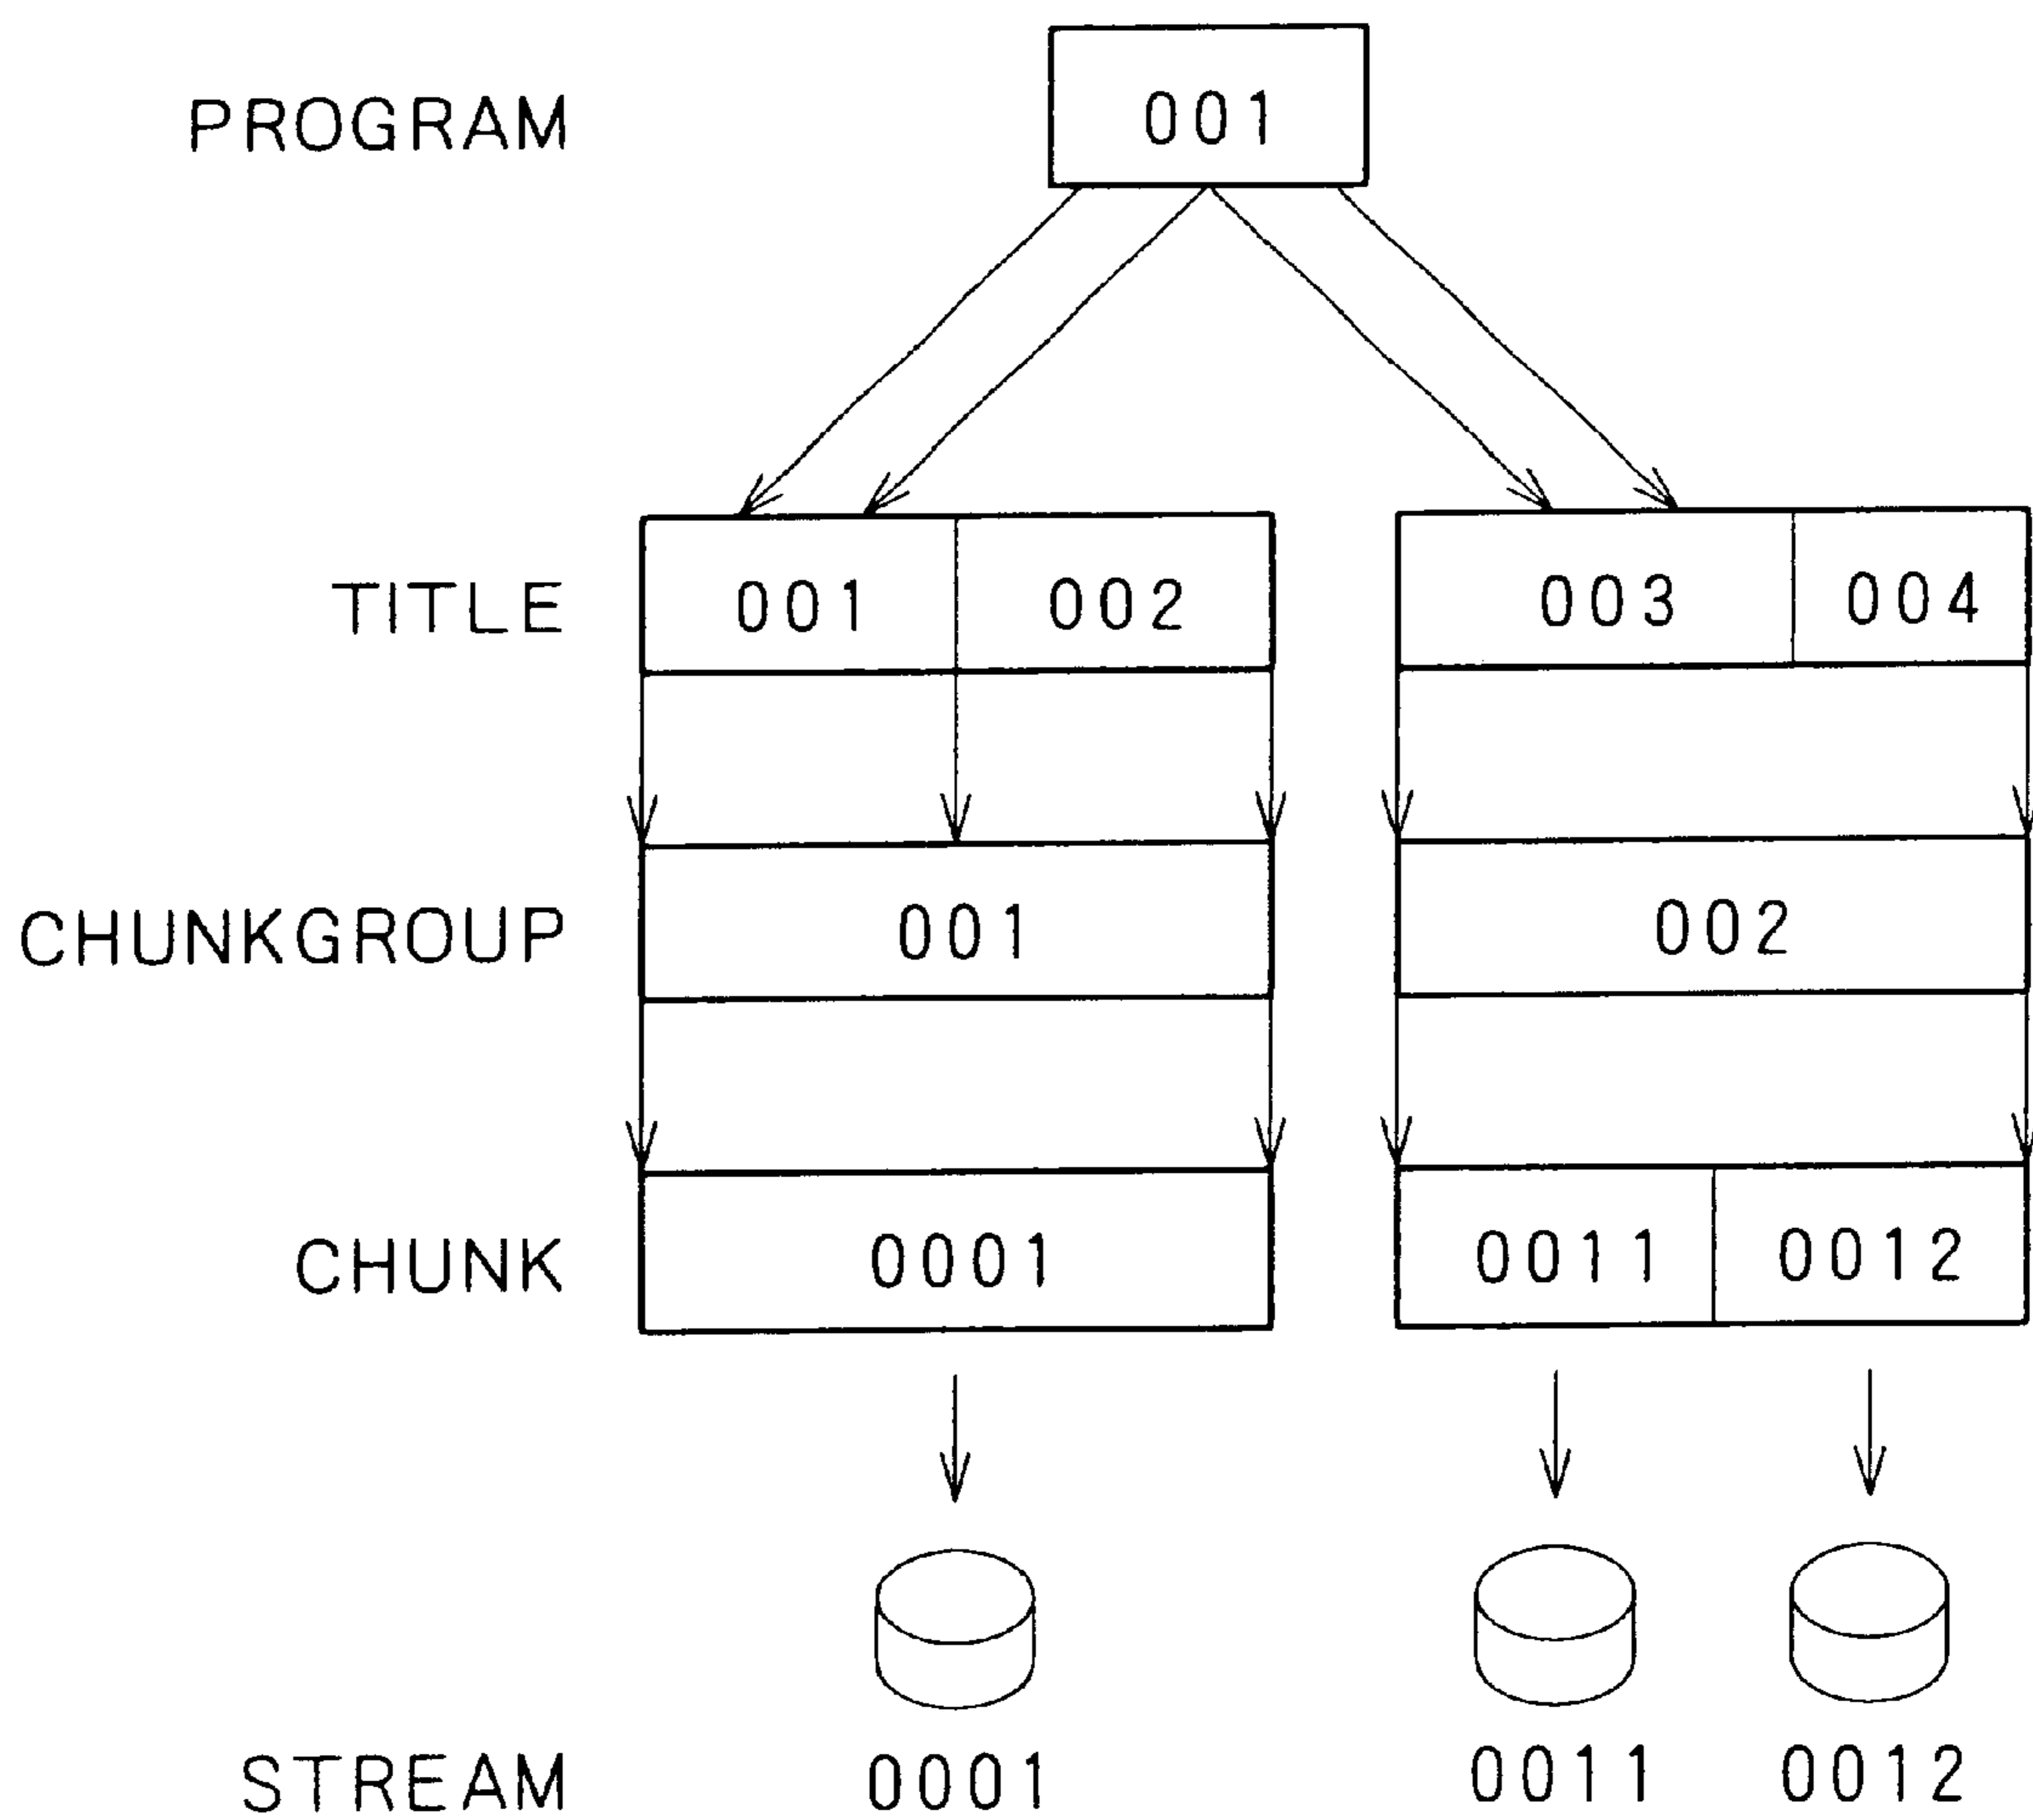 PROGRAM 001
TITLE 001 002 003 004
CHUNKGROUP 001 002
CHUNK 0001 0011 0012
STREAM 0001 0011 0012